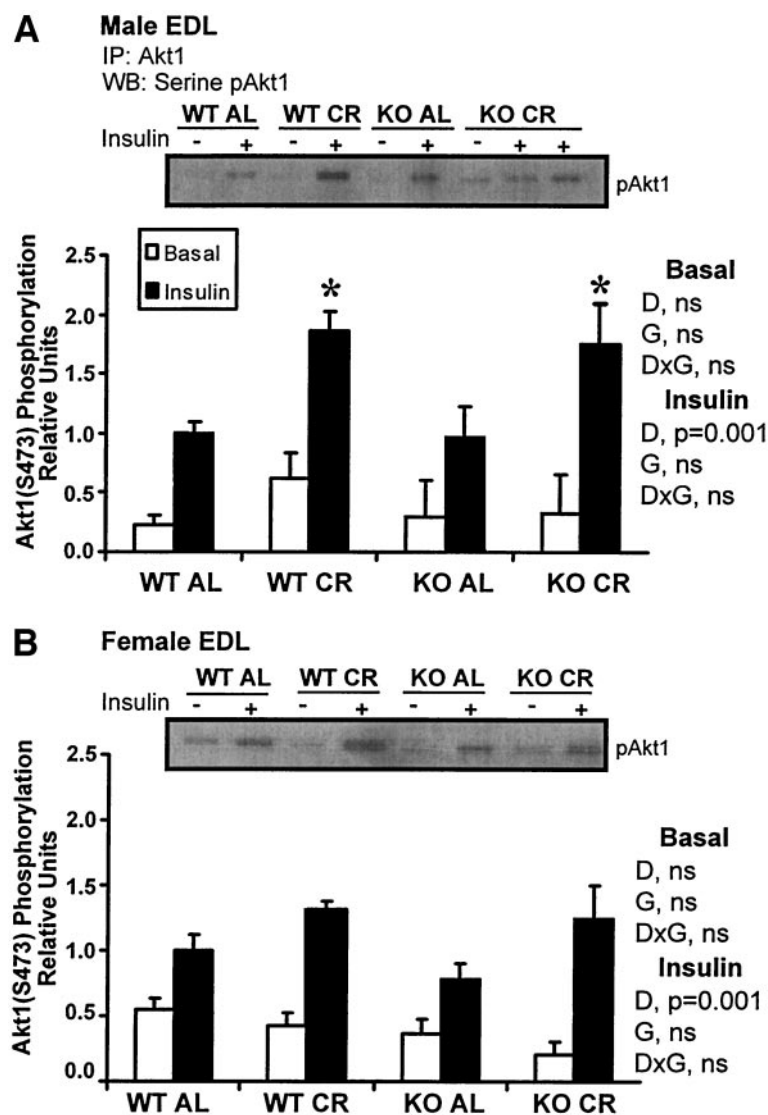 A
Male EDL
IP: Akt1
WB: Serine pAkt1
WT AL WT CR KO AL KO CR
Insulin - + - + - + - + +
pAkt1
Basal
Insulin
Akt1(S473) Phosphorylation
Relative Units
2.5
2.0
1.5
1.0
0.5
0.0
* *
WT AL WT CR KO AL KO CR
Basal
D, ns
G, ns
DxG, ns
Insulin
D, p=0.001
G, ns
DxG, ns
B
Female EDL
WT AL WT CR KO AL KO CR
Insulin - + - + - + - +
pAkt1
Akt1(S473) Phosphorylation
Relative Units
2.5
2.0
1.5
1.0
0.5
0.0
WT AL WT CR KO AL KO CR
Basal
D, ns
G, ns
DxG, ns
Insulin
D, p=0.001
G, ns
DxG, ns